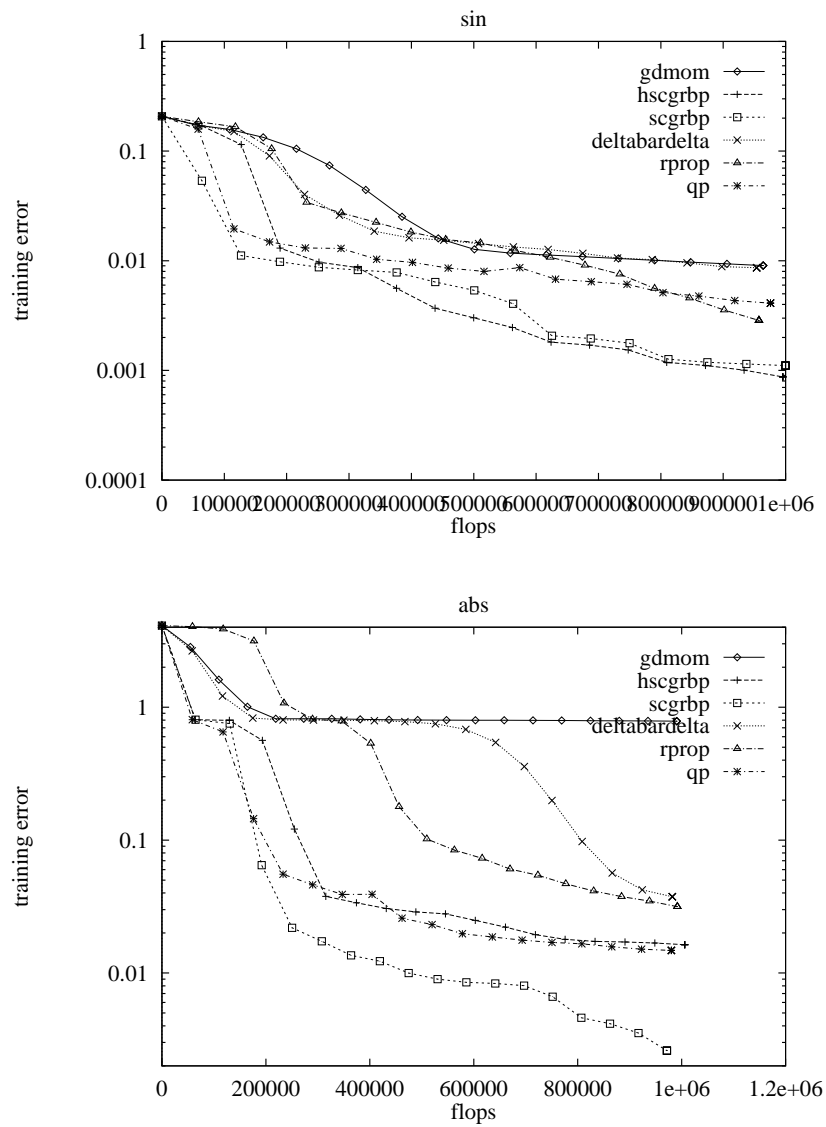 sin
1
0.1
0.01
0.001
0.0001
training error
gdmom
hscgrbp
scgrbp
deltabardelta
rprop
qp
0 100000 200000 300000 400000 500000 600000 700000 800000 900000 1e+06
flops
abs
1
0.1
0.01
training error
gdmom
hscgrbp
scgrbp
deltabardelta
rprop
qp
0 200000 400000 600000 800000 1e+06 1.2e+06
flops